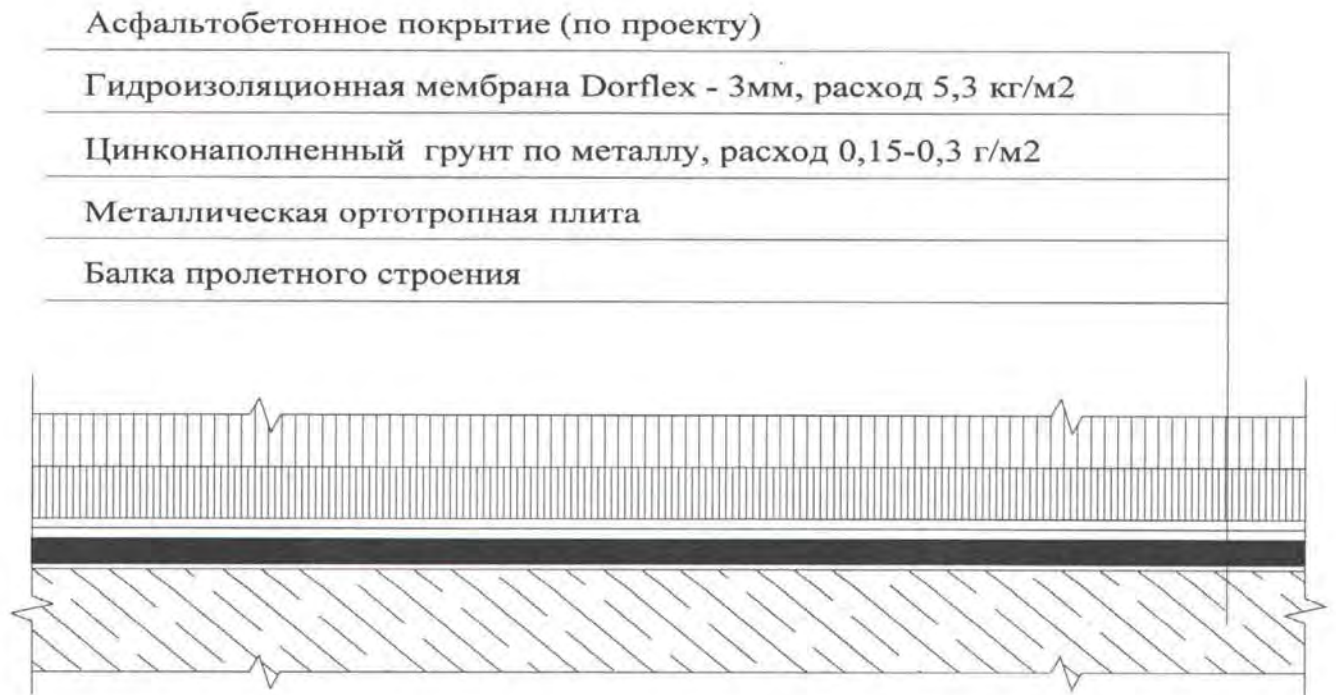 Асфальтобетонное покрытие (по проекту)
Гидроизоляционная мембрана Dorflex - 3мм, расход 5,3 кг/м2
Цинконаполненный грунт по металлу, расход 0,15-0,3 г/м2
Металлическая ортотропная плита
Балка пролетного строения